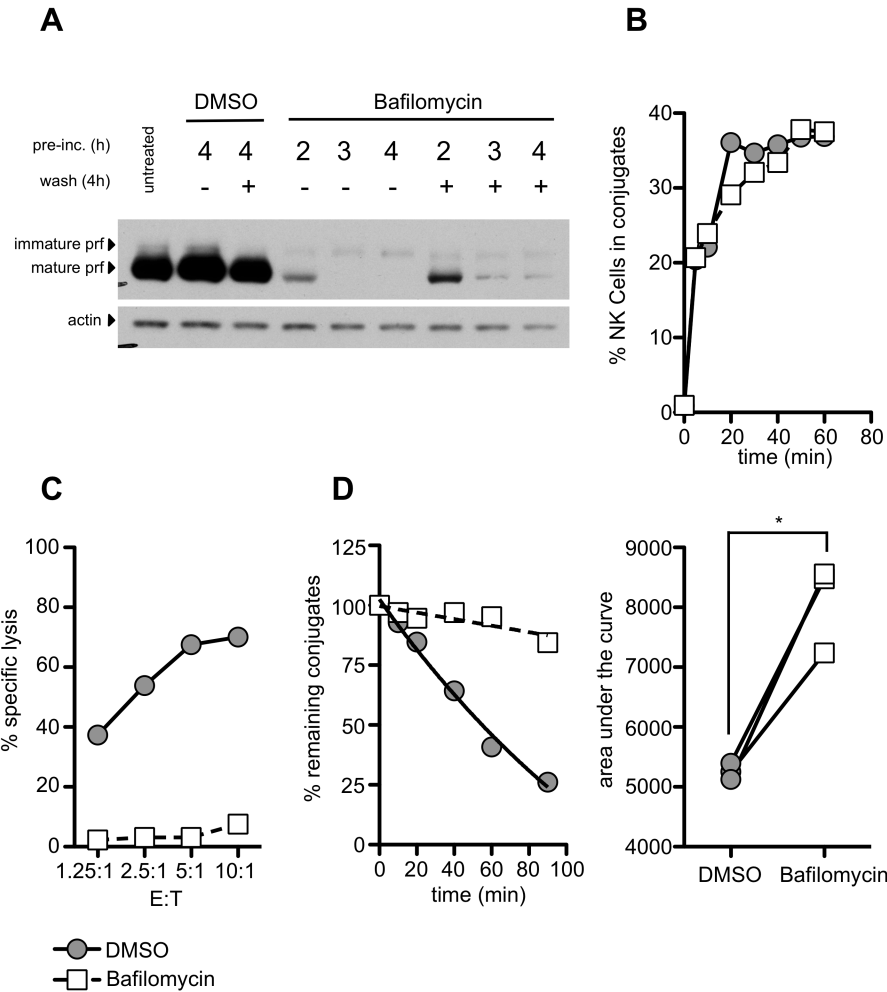 A
DMSO
Bafilomycin
pre-inc. (h)
untreated
4 4 2 3 4 2 3 4
wash (4h)
- + - - - + + +
immature prf
mature prf
actin
B
% NK Cells in conjugates
40
30
20
10
0
0 20 40 60 80
time (min)
C
% specific lysis
100
80
60
40
20
0
1.25:1 2.5:1 5:1 10:1
E:T
D
% remaining conjugates
125
100
75
50
25
0
0 20 40 60 80 100
time (min)
area under the curve
*
9000
8000
7000
6000
5000
4000
DMSO Bafilomycin
DMSO
Bafilomycin